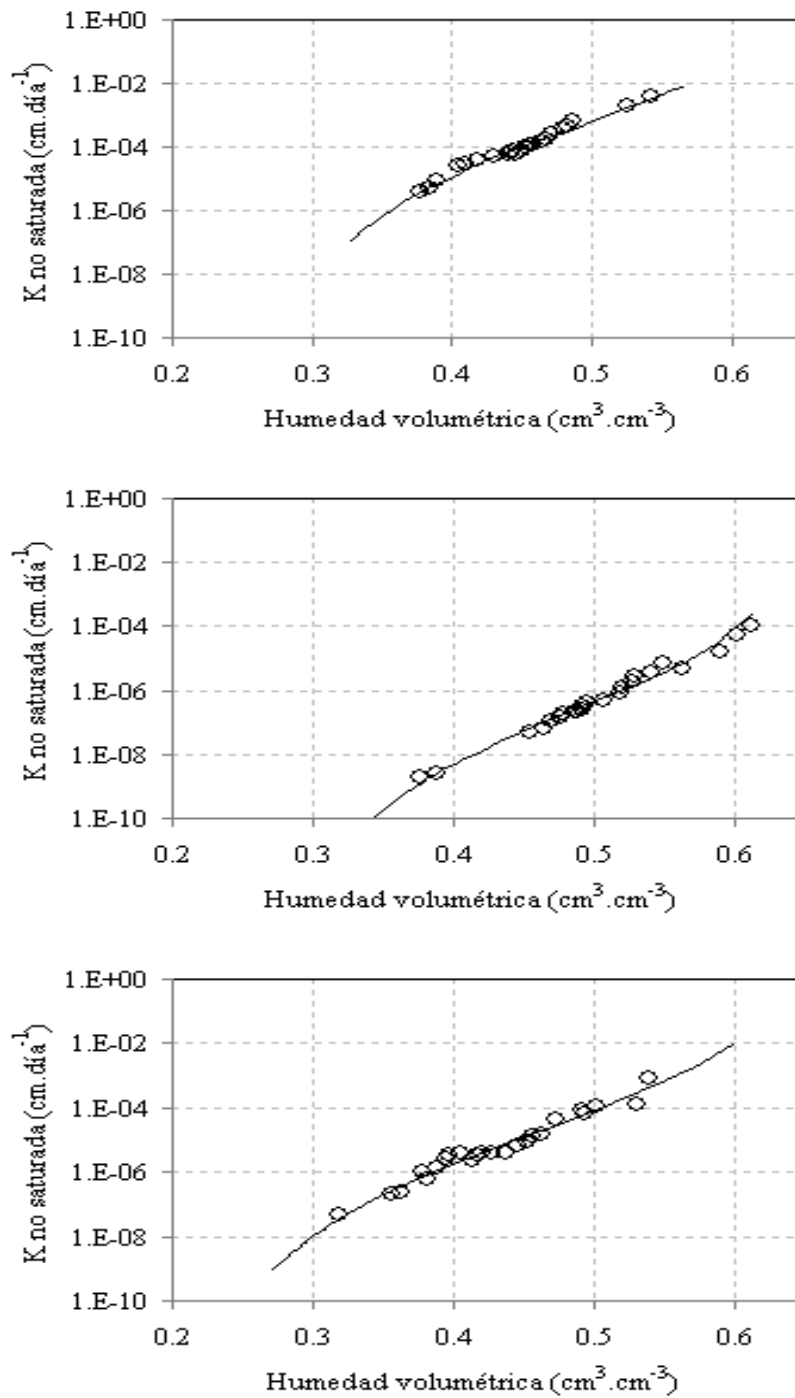 1.E+00
1.E-02
1.E-04
1.E-06
1.E-08
1.E-10
K no saturada (cm.día⁻¹)
0.2 0.3 0.4 0.5 0.6
Humedad volumétrica (cm³.cm⁻³)
1.E+00
1.E-02
1.E-04
1.E-06
1.E-08
1.E-10
K no saturada (cm.día⁻¹)
0.2 0.3 0.4 0.5 0.6
Humedad volumétrica (cm³.cm⁻³)
1.E+00
1.E-02
1.E-04
1.E-06
1.E-08
1.E-10
K no saturada (cm.día⁻¹)
0.2 0.3 0.4 0.5 0.6
Humedad volumétrica (cm³.cm⁻³)